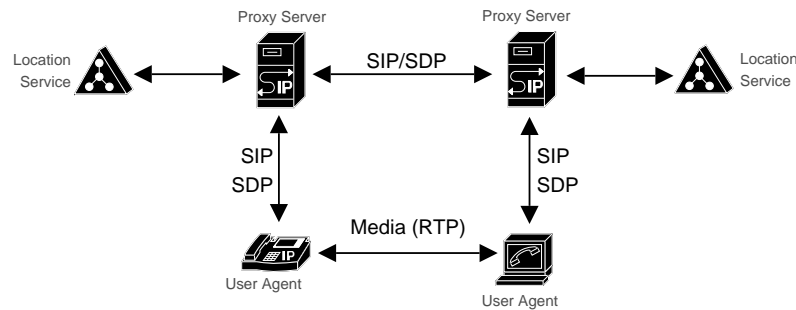 Proxy Server
Proxy Server
Location
Service
SIP/SDP
Location
Service
IP
IP
SIP
SDP
SIP
SDP
Media (RTP)
IP
User Agent
User Agent